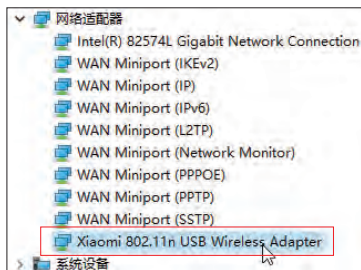 网络适配器
Intel(R) 82574L Gigabit Network Connection
WAN Miniport (IKEv2)
WAN Miniport (IP)
WAN Miniport (IPv6)
WAN Miniport (L2TP)
WAN Miniport (Network Monitor)
WAN Miniport (PPPOE)
WAN Miniport (PPTP)
WAN Miniport (SSTP)
Xiaomi 802.11n USB Wireless Adapter
系统设备